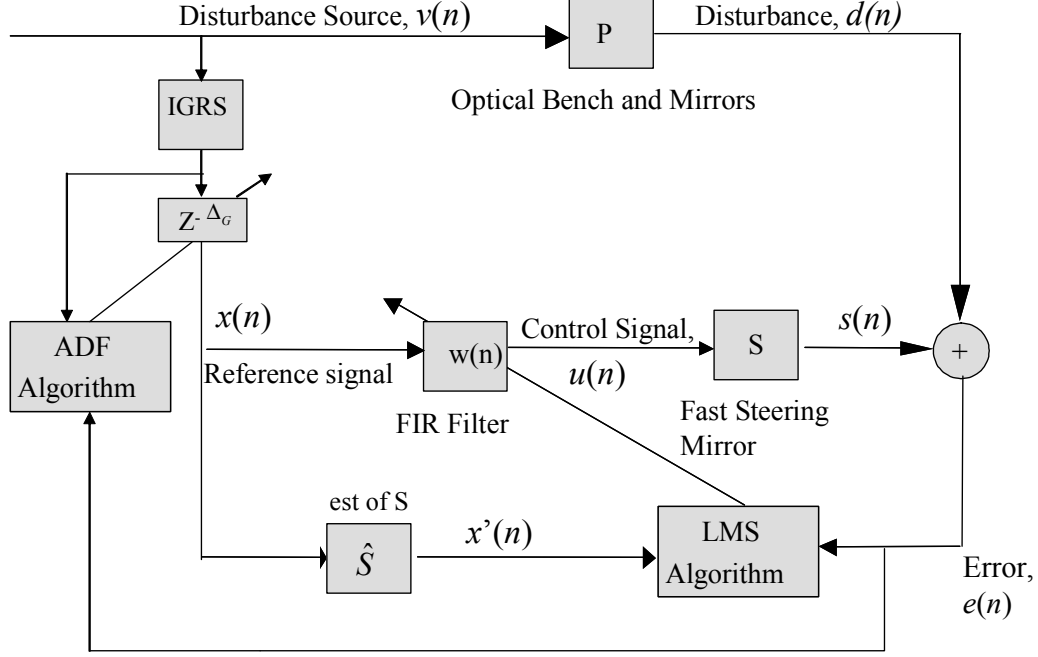 Disturbance Source, v(n)
P
Disturbance, d(n)
Optical Bench and Mirrors
IGRS
Z- ΔG
ADF
Algorithm
x(n)
Reference signal
w(n)
FIR Filter
Control Signal,
u(n)
S
Fast Steering
Mirror
s(n)
+
est of S
Ŝ
x’(n)
LMS
Algorithm
Error,
e(n)